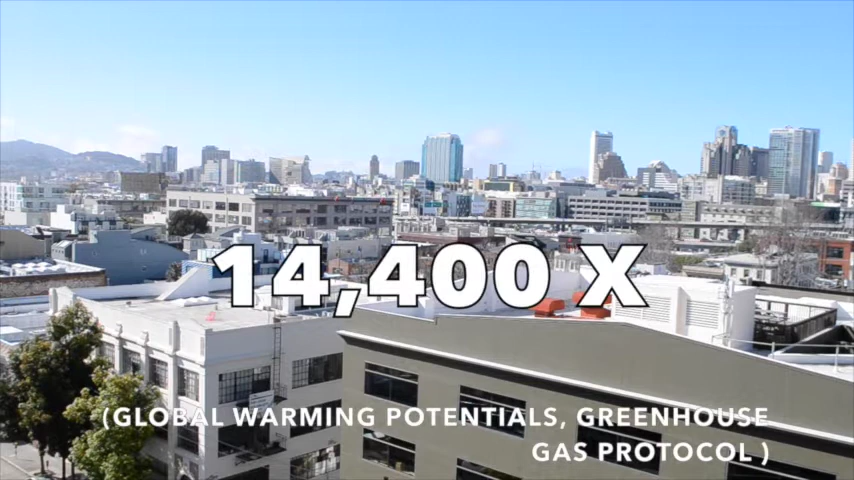 14,400 X
(GLOBAL WARMING POTENTIALS, GREENHOUSE
GAS PROTOCOL )